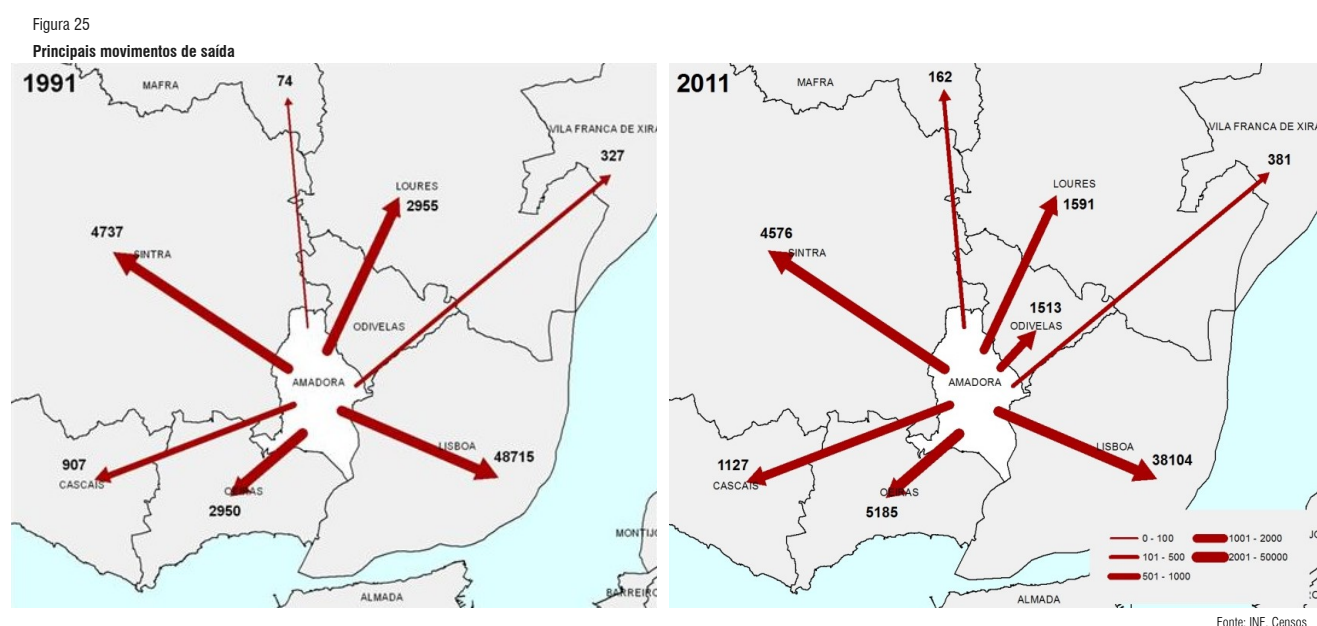 Figura 25
Principais movimentos de saída
1991
MAFRA
74
VILA FRANCA DE XIRA
327
LOURES
2955
4737
SINTRA
ODIVELAS
AMADORA
LISBOA
48715
907
CASCAIS
OEIRAS
2950
MONTIJO
ALMADA
BARREIRO
2011
MAFRA
162
VILA FRANCA DE XIRA
381
LOURES
1591
4576
SINTRA
1513
ODIVELAS
AMADORA
LISBOA
38104
1127
CASCAIS
OEIRAS
5185
0 - 100
1001 - 2000
101 - 500
2001 - 50000
501 - 1000
ALMADA
Fonte: INE, Censos